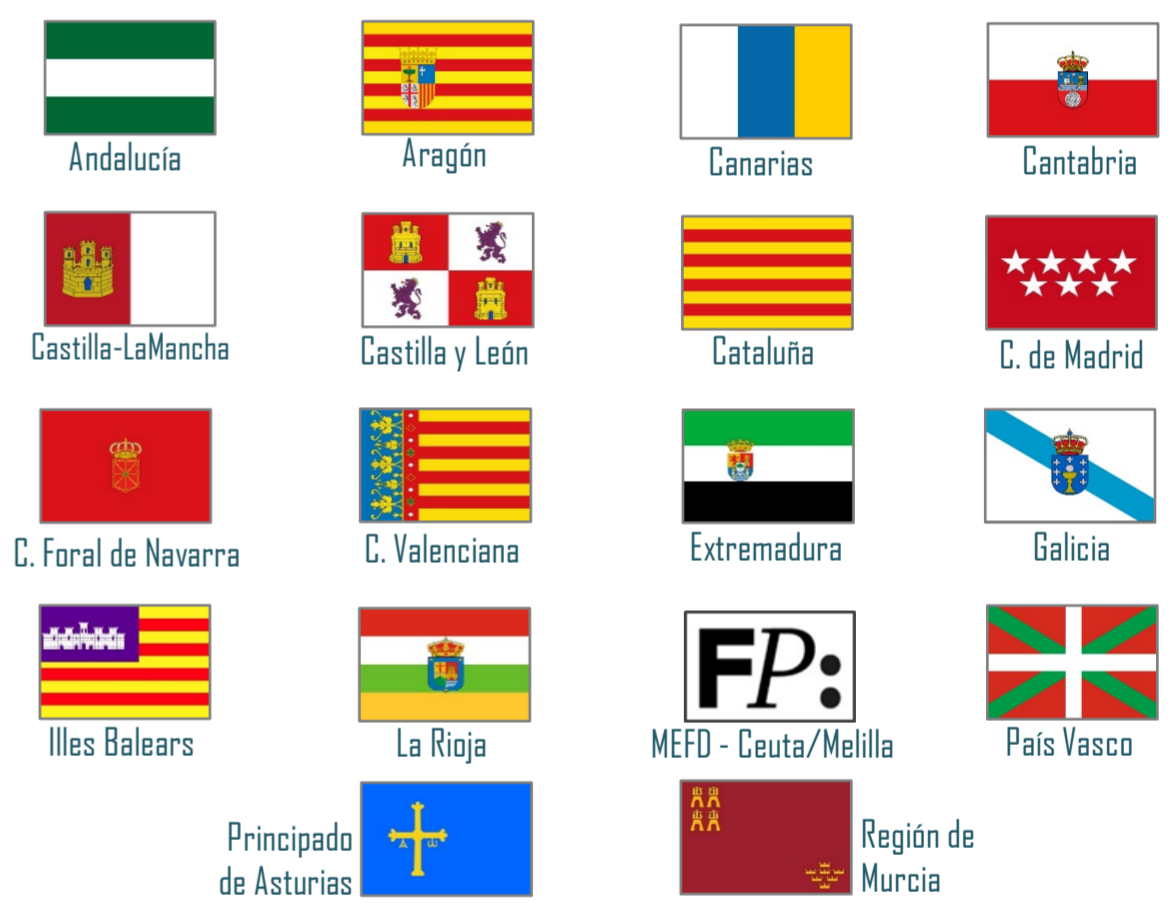 Andalucía
Aragón
Canarias
Cantabria
Castilla-LaMancha
Castilla y León
Cataluña
C. de Madrid
C. Foral de Navarra
C. Valenciana
Extremadura
Galicia
Illes Balears
La Rioja
FP:
MEFD - Ceuta/Melilla
País Vasco
Principado
de Asturias
Región de
Murcia